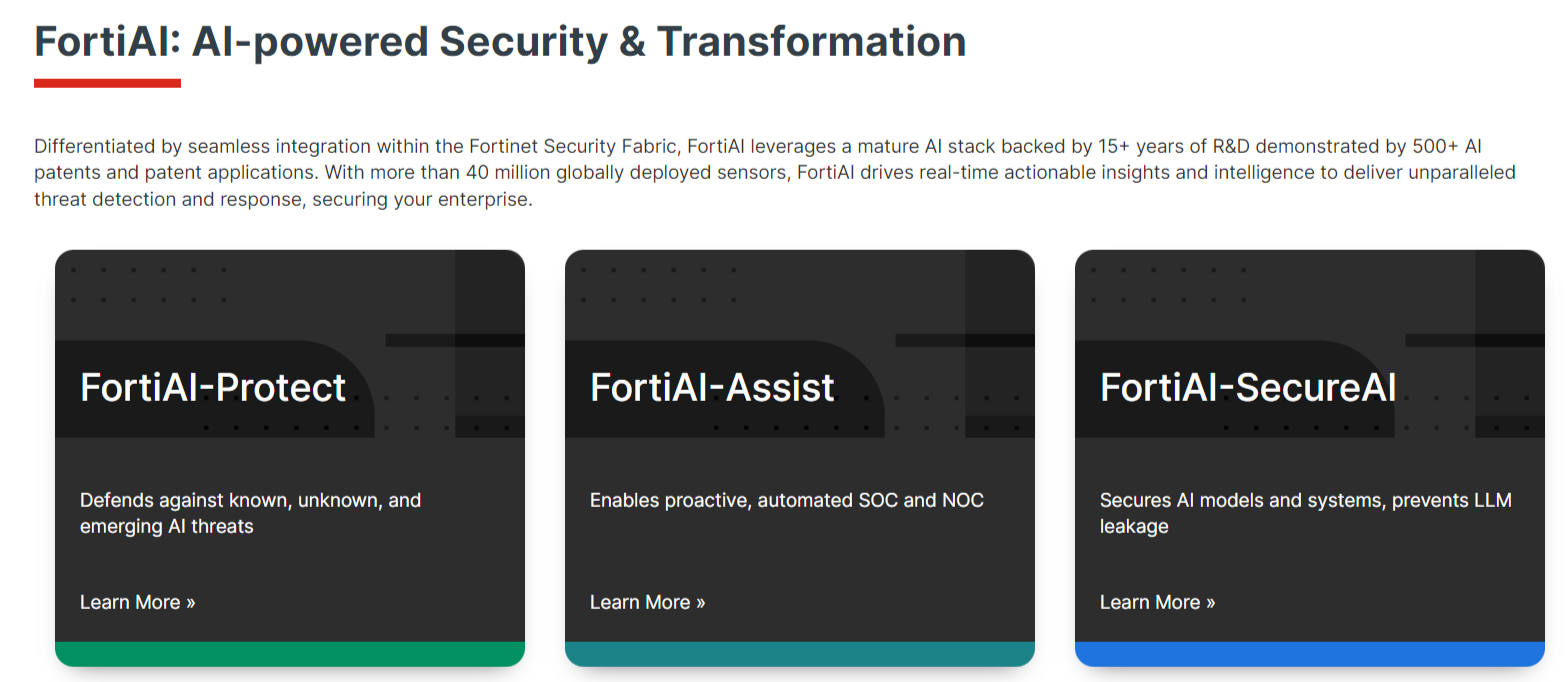 FortiAI: AI-powered Security & Transformation
Differentiated by seamless integration within the Fortinet Security Fabric, FortiAI leverages a mature AI stack backed by 15+ years of R&D demonstrated by 500+ AI
patents and patent applications. With more than 40 million globally deployed sensors, FortiAI drives real-time actionable insights and intelligence to deliver unparalleled
threat detection and response, securing your enterprise.
FortiAI-Protect
Defends against known, unknown, and
emerging AI threats
Learn More »
FortiAI-Assist
Enables proactive, automated SOC and NOC
Learn More »
FortiAI-SecureAI
Secures AI models and systems, prevents LLM
leakage
Learn More »